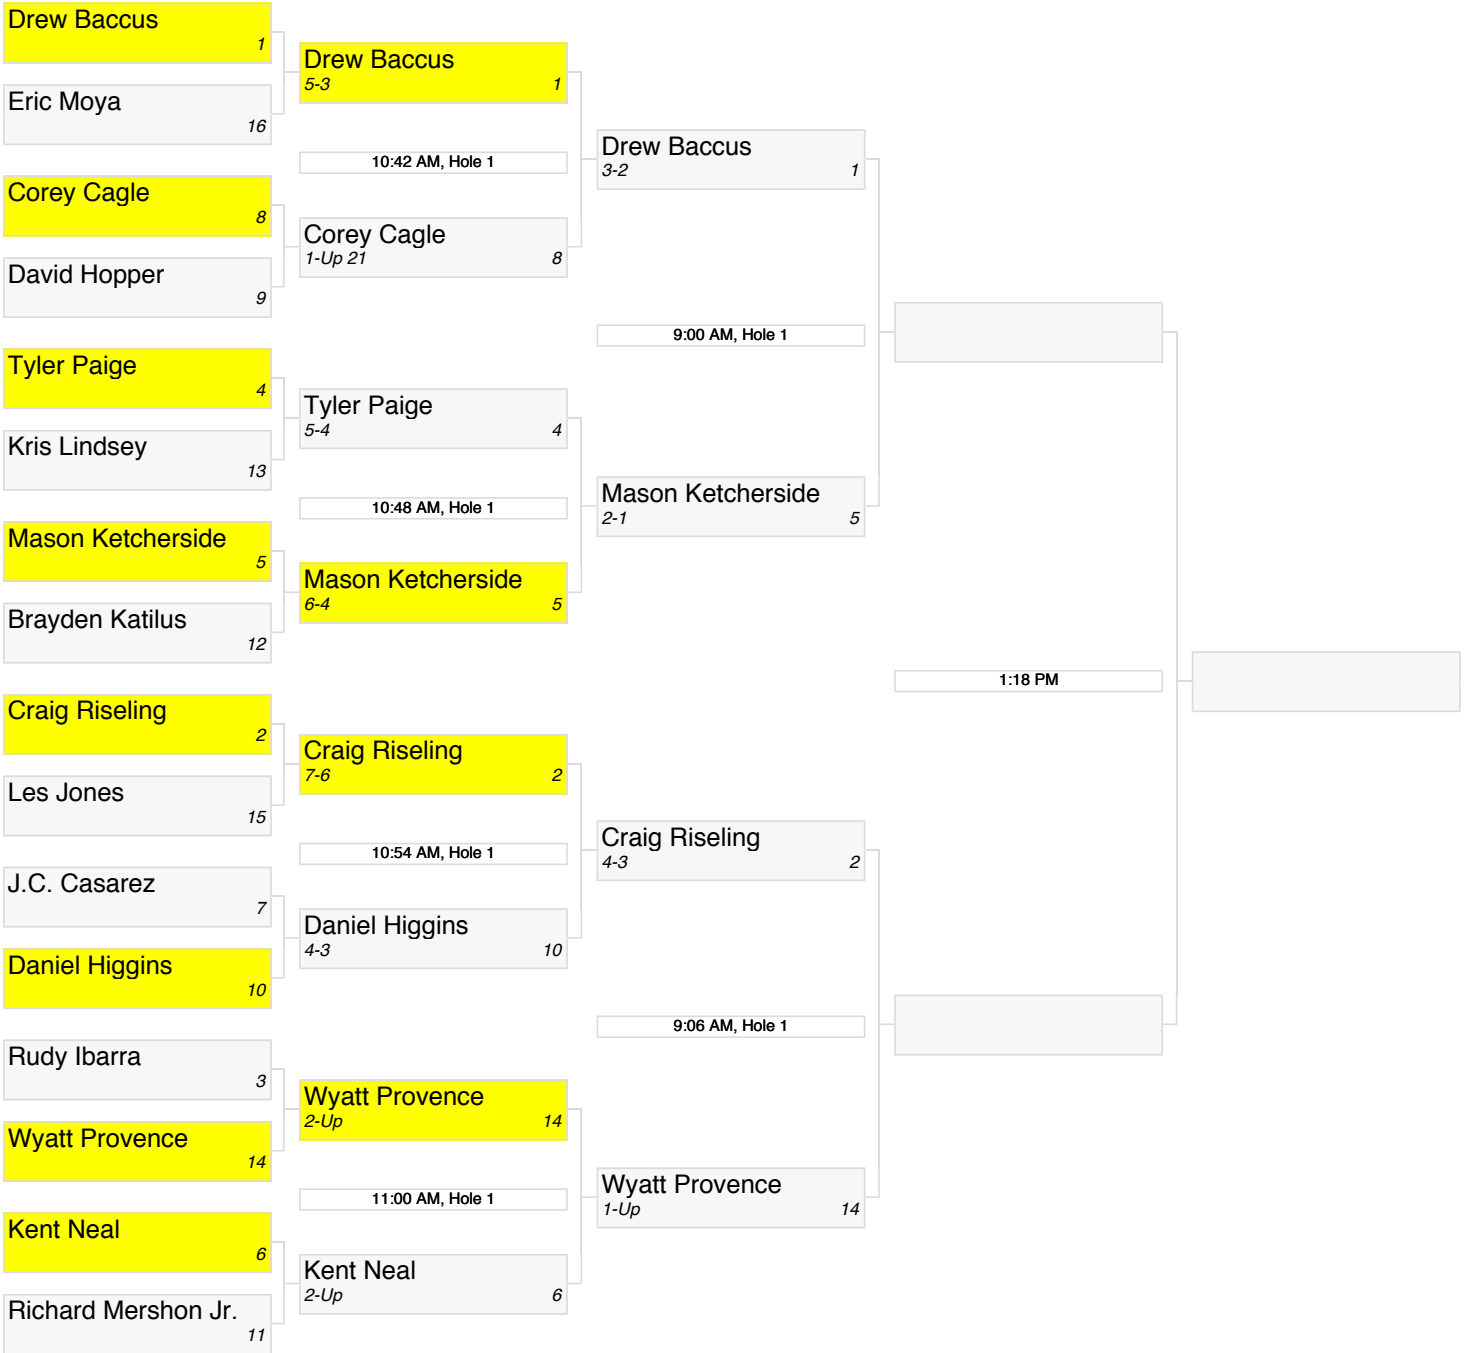 Drew Baccus
1
Eric Moya
16
Corey Cagle
8
David Hopper
9
Tyler Paige
4
Kris Lindsey
13
Mason Ketcherside
5
Brayden Katilus
12
Craig Riseling
2
Les Jones
15
J.C. Casarez
7
Daniel Higgins
10
Rudy Ibarra
3
Wyatt Provence
14
Kent Neal
6
Richard Mershon Jr.
11
Drew Baccus
5-3 1
10:42 AM, Hole 1
Corey Cagle
1-Up 21 8
Tyler Paige
5-4 4
10:48 AM, Hole 1
Mason Ketcherside
6-4 5
Craig Riseling
7-6 2
10:54 AM, Hole 1
Daniel Higgins
4-3 10
Wyatt Provence
2-Up 14
11:00 AM, Hole 1
Kent Neal
2-Up 6
Drew Baccus
3-2 1
9:00 AM, Hole 1
Mason Ketcherside
2-1 5
Craig Riseling
4-3 2
9:06 AM, Hole 1
Wyatt Provence
1-Up 14
1:18 PM